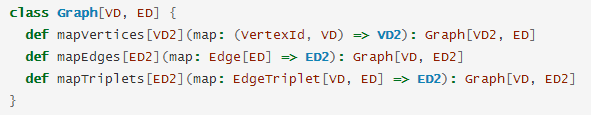 class Graph[VD, ED] {
  def mapVertices[VD2](map: (VertexId, VD) => VD2): Graph[VD2, ED]
  def mapEdges[ED2](map: Edge[ED] => ED2): Graph[VD, ED2]
  def mapTriplets[ED2](map: EdgeTriplet[VD, ED] => ED2): Graph[VD, ED2]
}